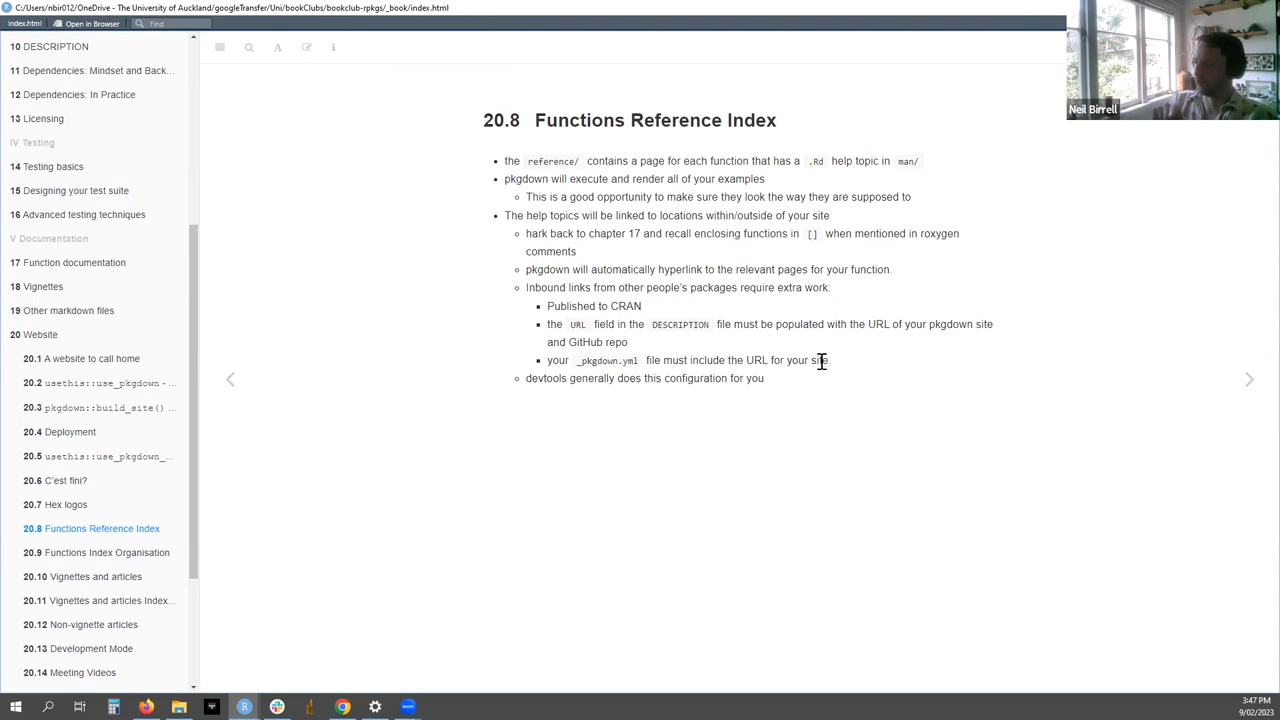 C:/Users/nbir012/OneDrive - The University of Auckland/googleTransfer/Uni/bookClubs/bookclub-rpkgs/_book/index.html
index.html
Open in Browser
Find
10 DESCRIPTION
11 Dependencies: Mindset and Back...
12 Dependencies: In Practice
13 Licensing
IV Testing
14 Testing basics
15 Designing your test suite
16 Advanced testing techniques
V Documentation
17 Function documentation
18 Vignettes
19 Other markdown files
20 Website
20.1 A website to call home
20.2 usethis::use_pkgdown - ...
20.3 pkgdown::build_site() ...
20.4 Deployment
20.5 usethis::use_pkgdown_...
20.6 C'est fini?
20.7 Hex logos
20.8 Functions Reference Index
20.9 Functions Index Organisation
20.10 Vignettes and articles
20.11 Vignettes and articles Index...
20.12 Non-vignette articles
20.13 Development Mode
20.14 Meeting Videos
20.8 Functions Reference Index
the reference/ contains a page for each function that has a .Rd help topic in man/
pkgdown will execute and render all of your examples
This is a good opportunity to make sure they look the way they are supposed to
The help topics will be linked to locations within/outside of your site
hark back to chapter 17 and recall enclosing functions in [] when mentioned in roxygen
comments
pkgdown will automatically hyperlink to the relevant pages for your function.
Inbound links from other people's packages require extra work:
Published to CRAN
the URL field in the DESCRIPTION file must be populated with the URL of your pkgdown site
and GitHub repo
your _pkgdown.yml file must include the URL for your site.
devtools generally does this configuration for you
Neil Birrell
3:47 PM
9/02/2023